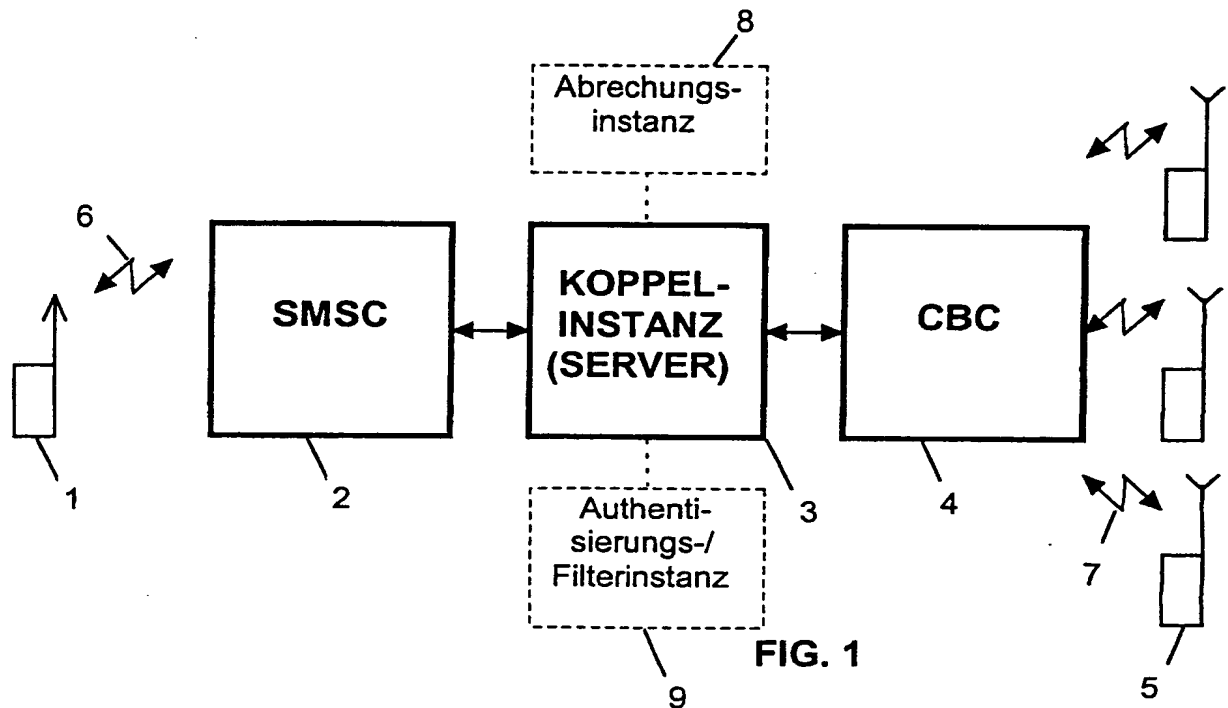 8
Abrechungs-
instanz
6
SMSC
KOPPEL-
INSTANZ
(SERVER)
CBC
1
2
3
4
Authenti-
sierungs-/
Filterinstanz
7
FIG. 1
9
5